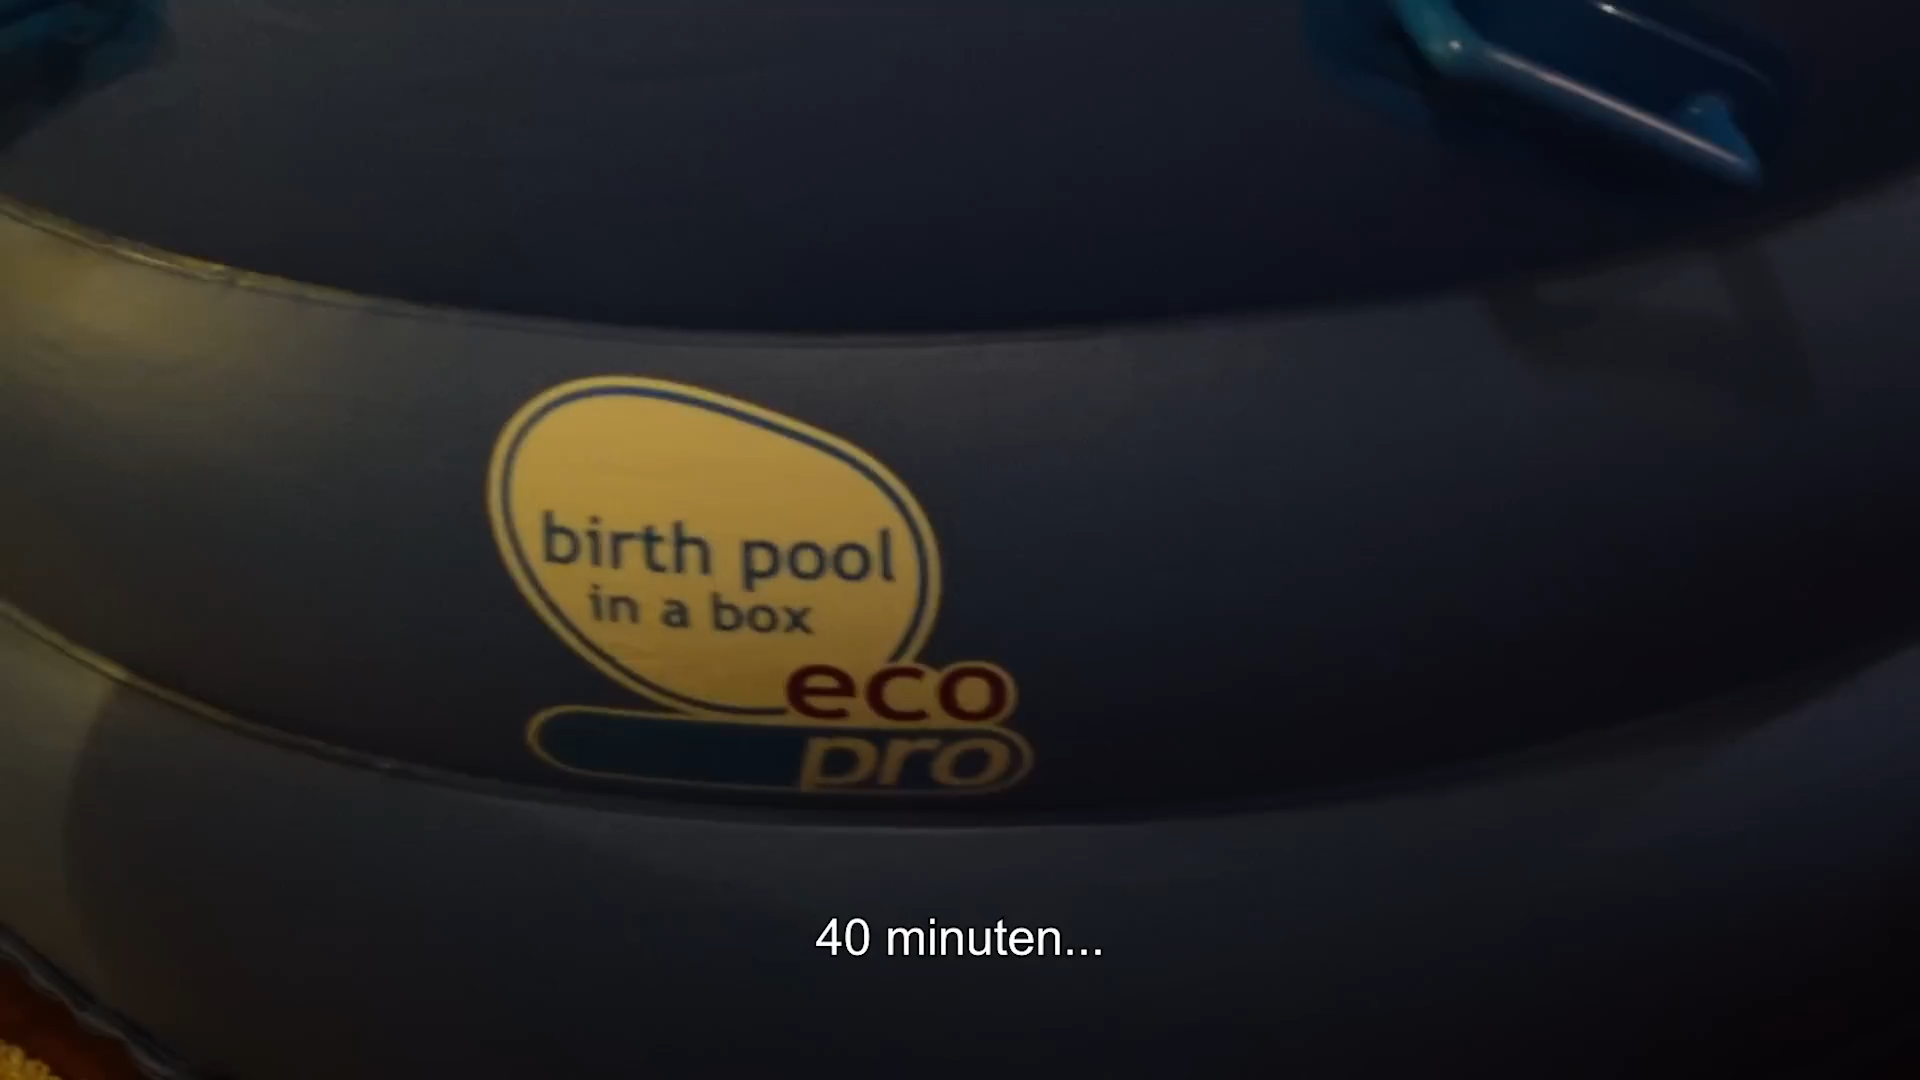 birth pool
in a box
eco
pro
40 minuten...